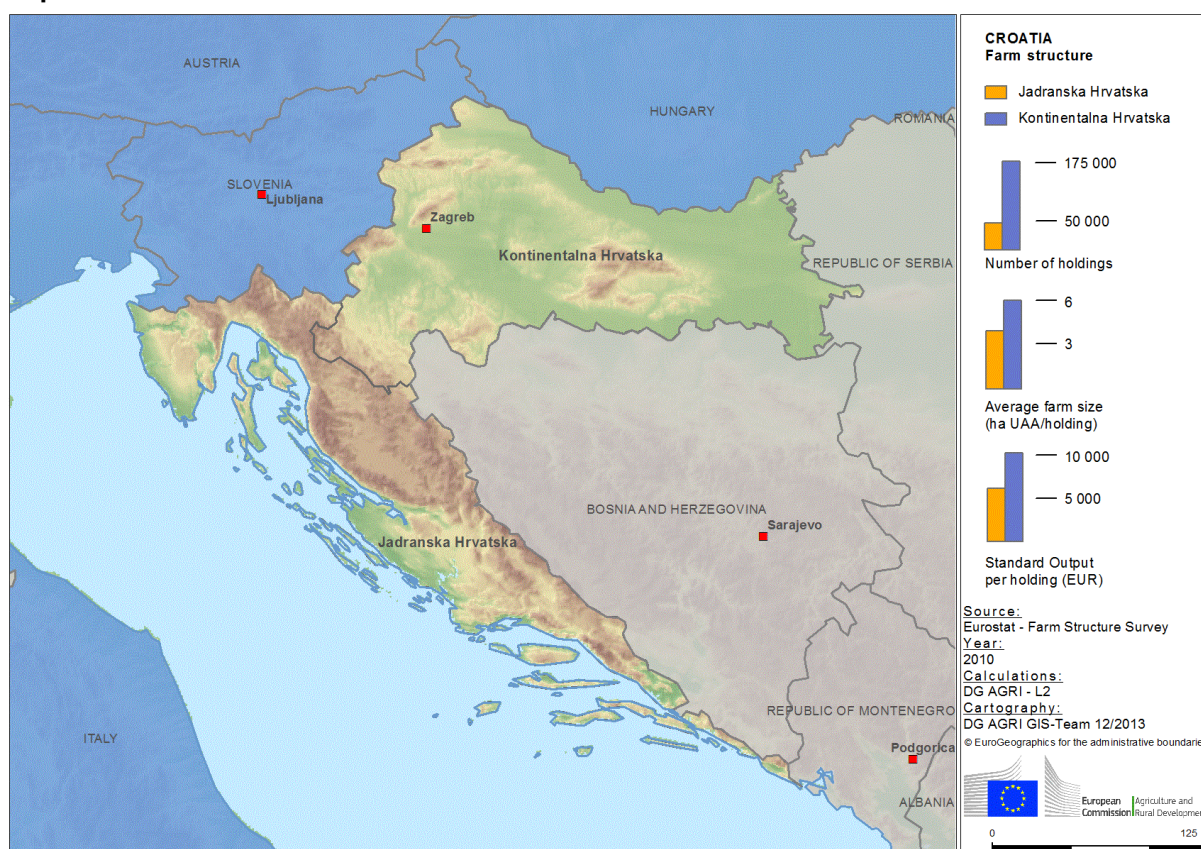 AUSTRIA
HUNGARY
ROMANIA
SLOVENIA
Ljubljana
Zagreb
Kontinentalna Hrvatska
REPUBLIC OF SERBIA
BOSNIA AND HERZEGOVINA
Sarajevo
Jadranska Hrvatska
REPUBLIC OF MONTENEGRO
ITALY
Podgorica
ALBANIA
CROATIA
Farm structure
Jadranska Hrvatska
Kontinentalna Hrvatska
175 000
50 000
Number of holdings
6
3
Average farm size
(ha UAA/holding)
10 000
5 000
Standard Output
per holding (EUR)
Source:
Eurostat - Farm Structure Survey
Year:
2010
Calculations:
DG AGRI - L2
Cartography:
DG AGRI GIS-Team 12/2013
© EuroGeographics for the administrative boundarie
European
Commission
Agriculture and
Rural Developme
0 125